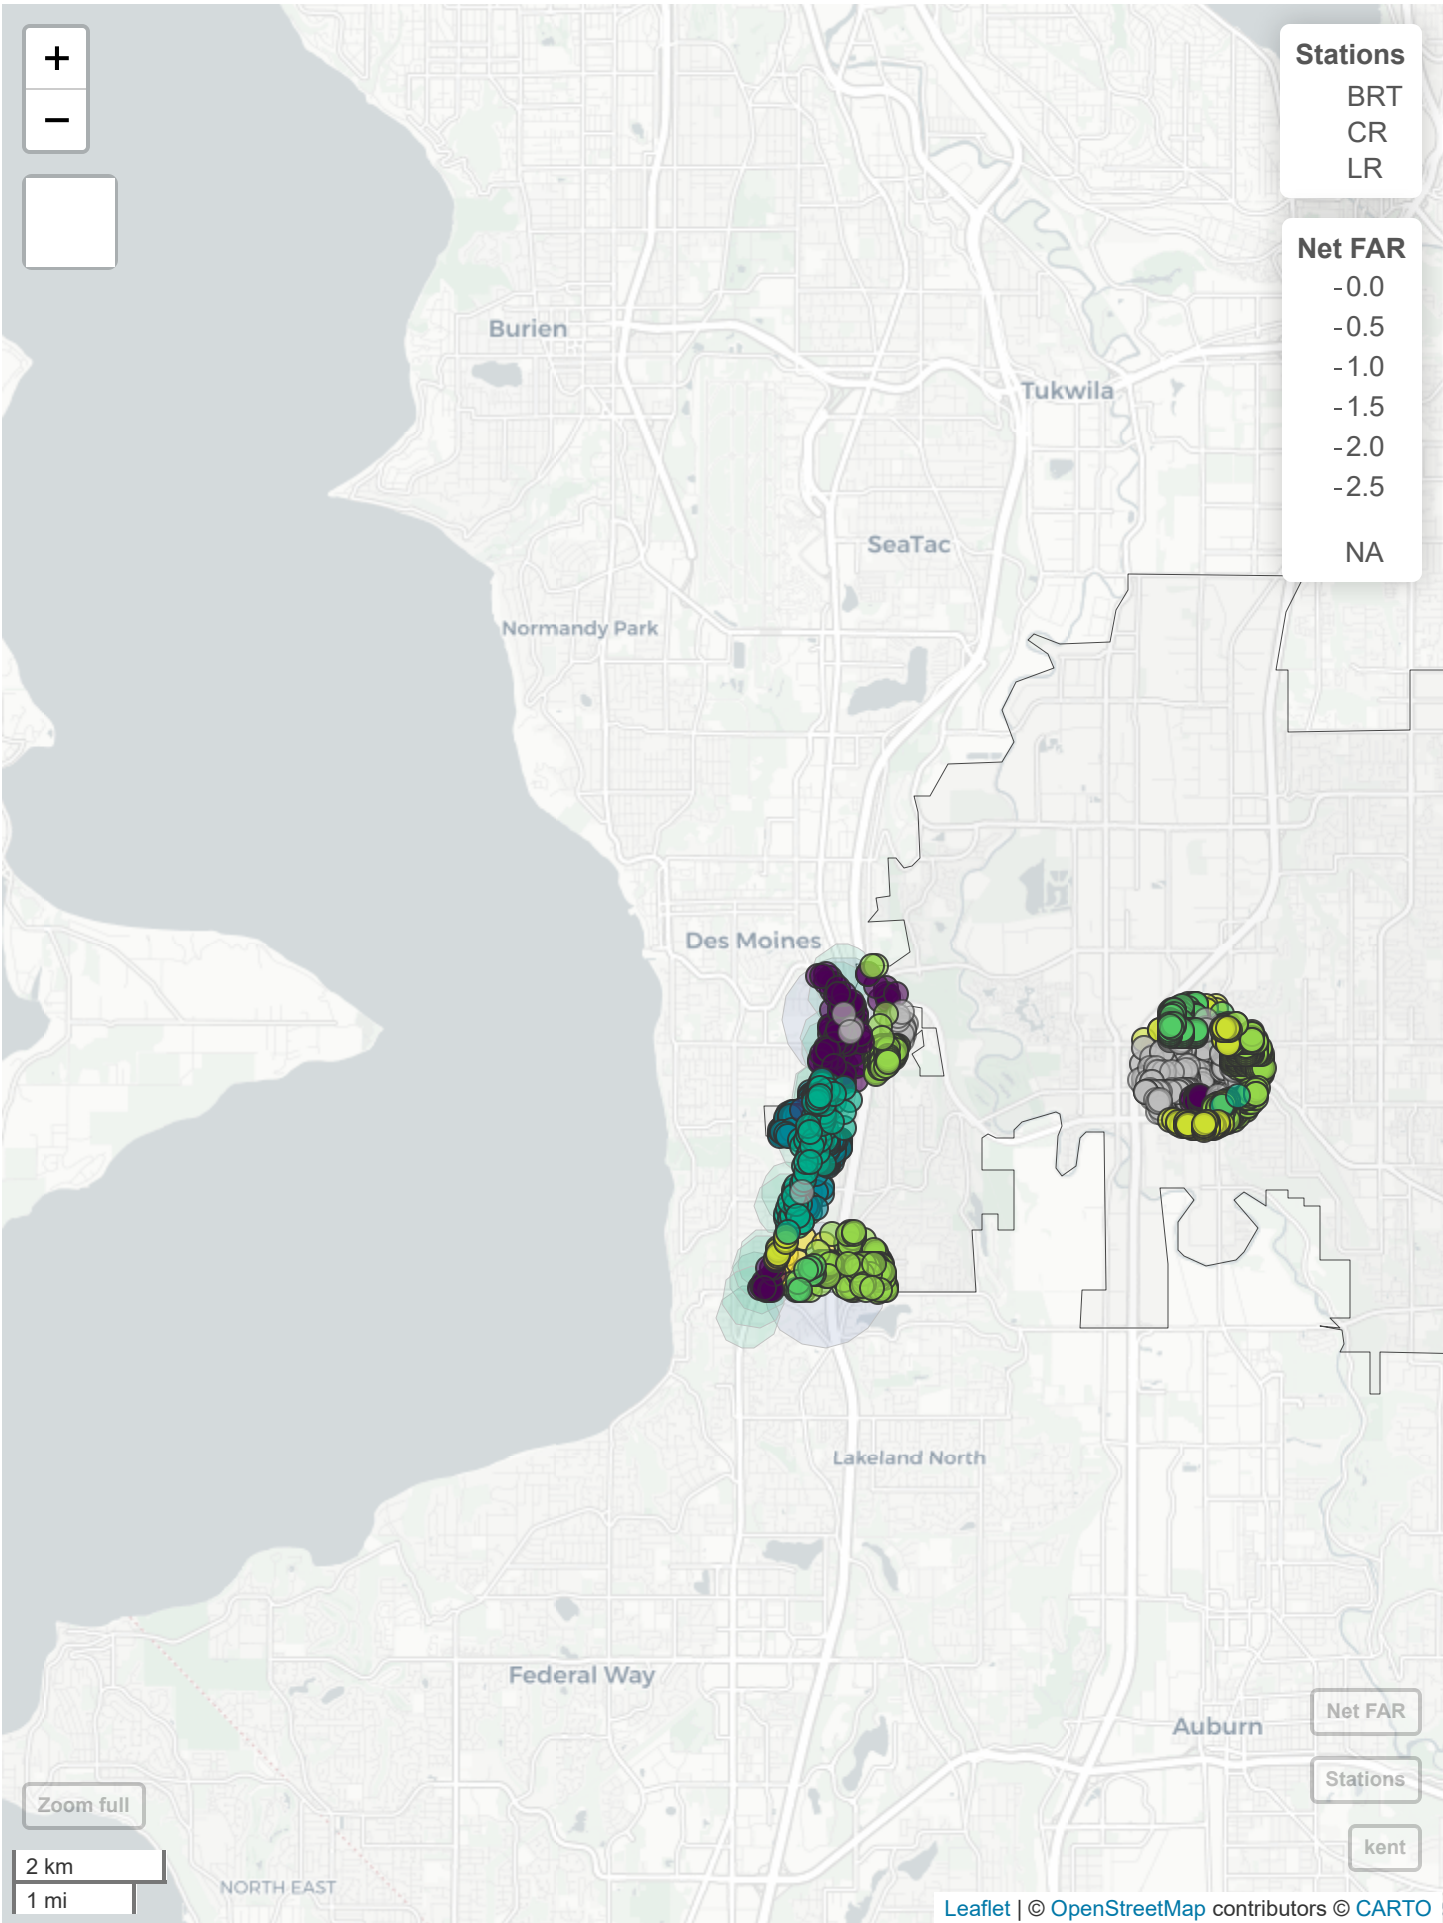 +
−
Stations
BRT
CR
LR
Net FAR
-0.0
-0.5
-1.0
-1.5
-2.0
-2.5
NA
Burien
Tukwila
SeaTac
Normandy Park
Des Moines
Lakeland North
Federal Way
Auburn
NORTH EAST
Net FAR
Stations
kent
Zoom full
2 km
1 mi
Leaflet | © OpenStreetMap contributors © CARTO